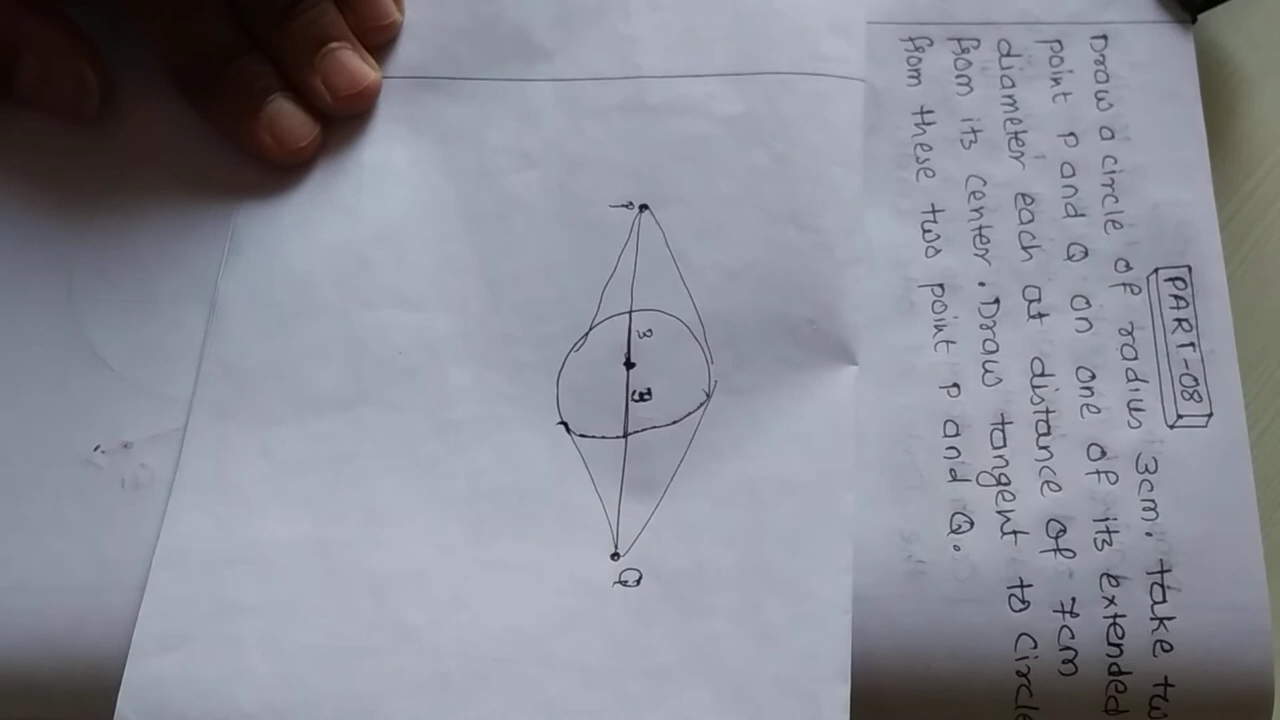 PART-08
Draw a circle of radius 3cm. take tw
point P and Q on one of its extended
diameter each at distance of 7cm
from its center. Draw tangent to circle
from these two point P and Q.
P
3
3
Q